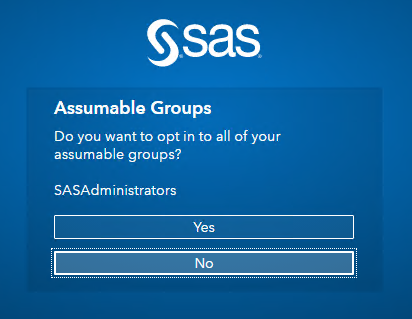 sas
Assumable Groups
Do you want to opt in to all of your
assumable groups?
SASAdministrators
Yes
No